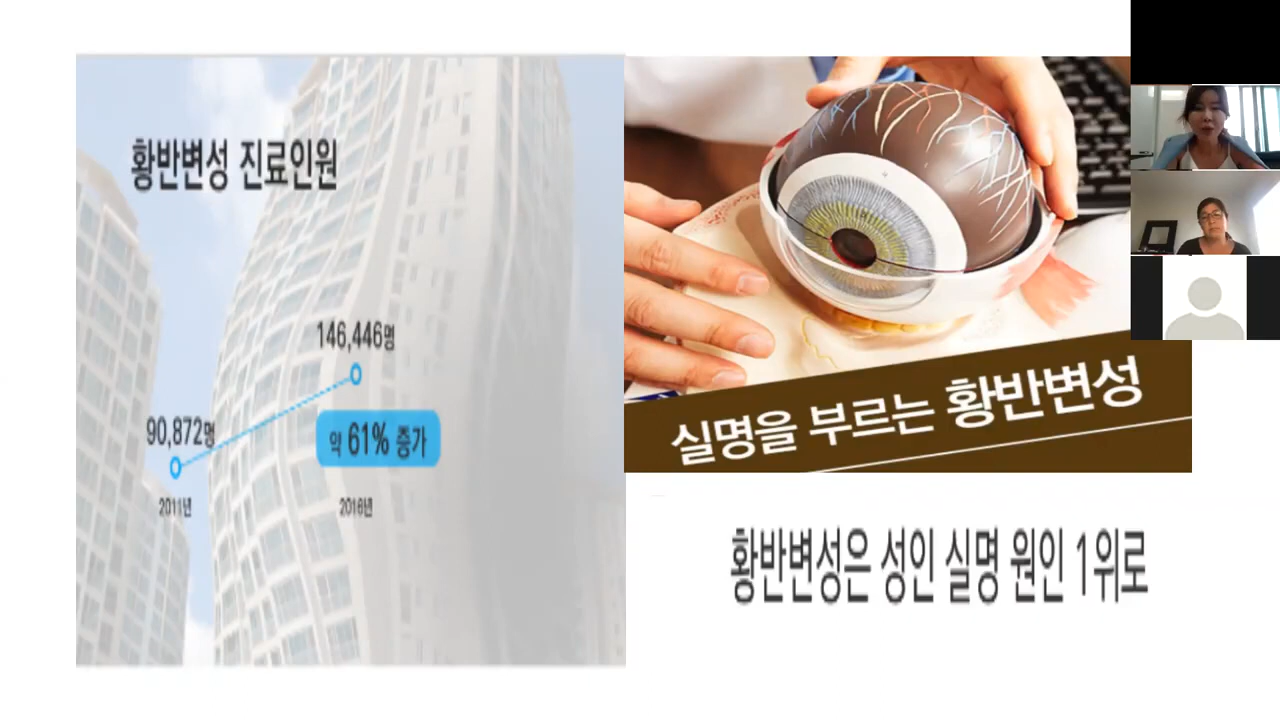 황반변성 진료인원
146,446명
90,872명
약 61% 증가
2011년
2016년
실명을 부르는 황반변성
황반변성은 성인 실명 원인 1위로